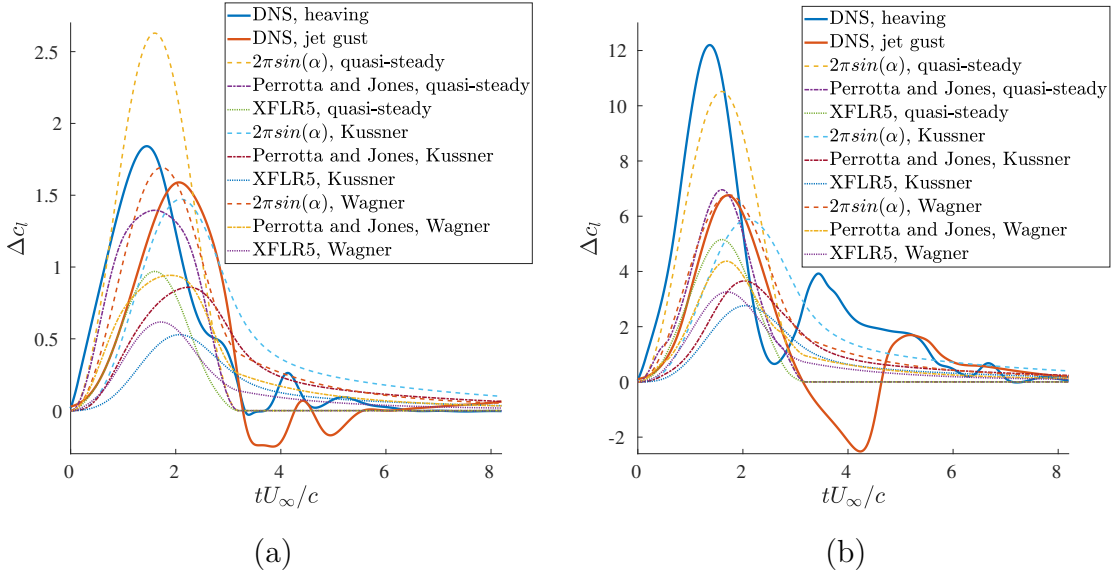 DNS, heaving
DNS, jet gust
2πsin(α), quasi-steady
Perrotta and Jones, quasi-steady
XFLR5, quasi-steady
2πsin(α), Kussner
Perrotta and Jones, Kussner
XFLR5, Kussner
2πsin(α), Wagner
Perrotta and Jones, Wagner
XFLR5, Wagner
2.5
2
1.5
1
0.5
0
Δc_l
0 2 4 6 8
tU_∞/c
(a)
DNS, heaving
DNS, jet gust
2πsin(α), quasi-steady
Perrotta and Jones, quasi-steady
XFLR5, quasi-steady
2πsin(α), Kussner
Perrotta and Jones, Kussner
XFLR5, Kussner
2πsin(α), Wagner
Perrotta and Jones, Wagner
XFLR5, Wagner
12
10
8
6
4
2
0
-2
Δc_l
0 2 4 6 8
tU_∞/c
(b)